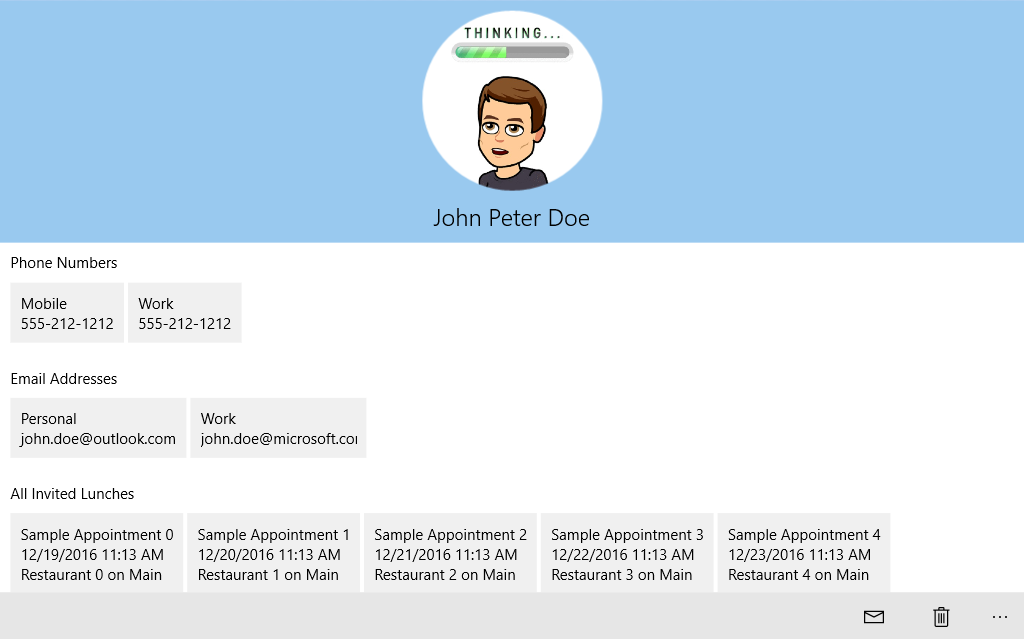 THINKING...
John Peter Doe
Phone Numbers
Mobile
555-212-1212
Work
555-212-1212
Email Addresses
Personal
john.doe@outlook.com
Work
john.doe@microsoft.co
All Invited Lunches
Sample Appointment 0
12/19/2016 11:13 AM
Restaurant 0 on Main
Sample Appointment 1
12/20/2016 11:13 AM
Restaurant 1 on Main
Sample Appointment 2
12/21/2016 11:13 AM
Restaurant 2 on Main
Sample Appointment 3
12/22/2016 11:13 AM
Restaurant 3 on Main
Sample Appointment 4
12/23/2016 11:13 AM
Restaurant 4 on Main